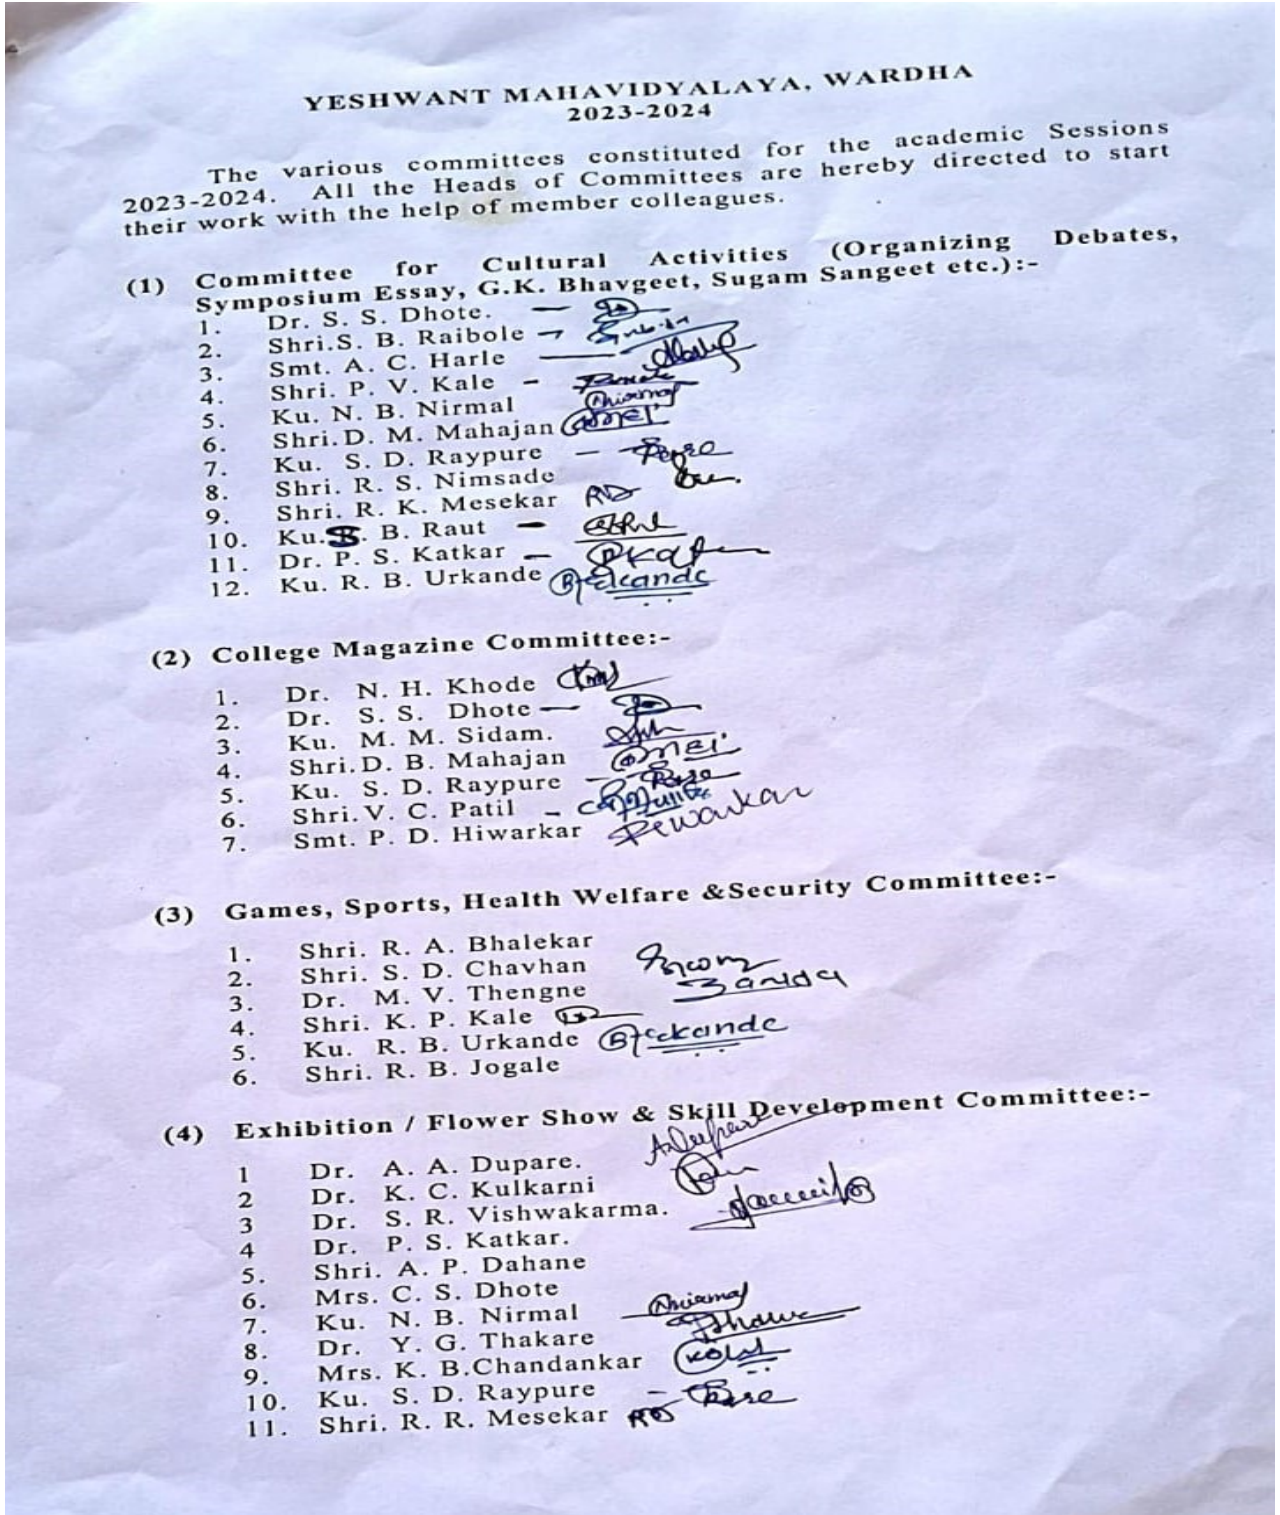 YESHWANT MAHAVIDYALAYA, WARDHA
2023-2024
The various committees constituted for the academic Sessions
2023-2024. All the Heads of Committees are hereby directed to start
their work with the help of member colleagues.
(1) Committee for Cultural Activities (Organizing Debates,
Symposium Essay, G.K. Bhavgeet, Sugam Sangeet etc.):-
1. Dr. S. S. Dhote.
2. Shri.S. B. Raibole
3. Smt. A. C. Harle
4. Shri. P. V. Kale
5. Ku. N. B. Nirmal
6. Shri.D. M. Mahajan
7. Ku. S. D. Raypure
8. Shri. R. S. Nimsade
9. Shri. R. K. Mesekar
10. Ku. S. B. Raut
11. Dr. P. S. Katkar
12. Ku. R. B. Urkande
(2) College Magazine Committee:-
1. Dr. N. H. Khode
2. Dr. S. S. Dhote
3. Ku. M. M. Sidam.
4. Shri.D. B. Mahajan
5. Ku. S. D. Raypure
6. Shri.V. C. Patil
7. Smt. P. D. Hiwarkar
(3) Games, Sports, Health Welfare &Security Committee:-
1. Shri. R. A. Bhalekar
2. Shri. S. D. Chavhan
3. Dr. M. V. Thengne
4. Shri. K. P. Kale
5. Ku. R. B. Urkande
6. Shri. R. B. Jogale
(4) Exhibition / Flower Show & Skill Development Committee:-
1 Dr. A. A. Dupare.
2 Dr. K. C. Kulkarni
3 Dr. S. R. Vishwakarma.
4 Dr. P. S. Katkar.
5. Shri. A. P. Dahane
6. Mrs. C. S. Dhote
7. Ku. N. B. Nirmal
8. Dr. Y. G. Thakare
9. Mrs. K. B.Chandankar
10. Ku. S. D. Raypure
11. Shri. R. R. Mesekar